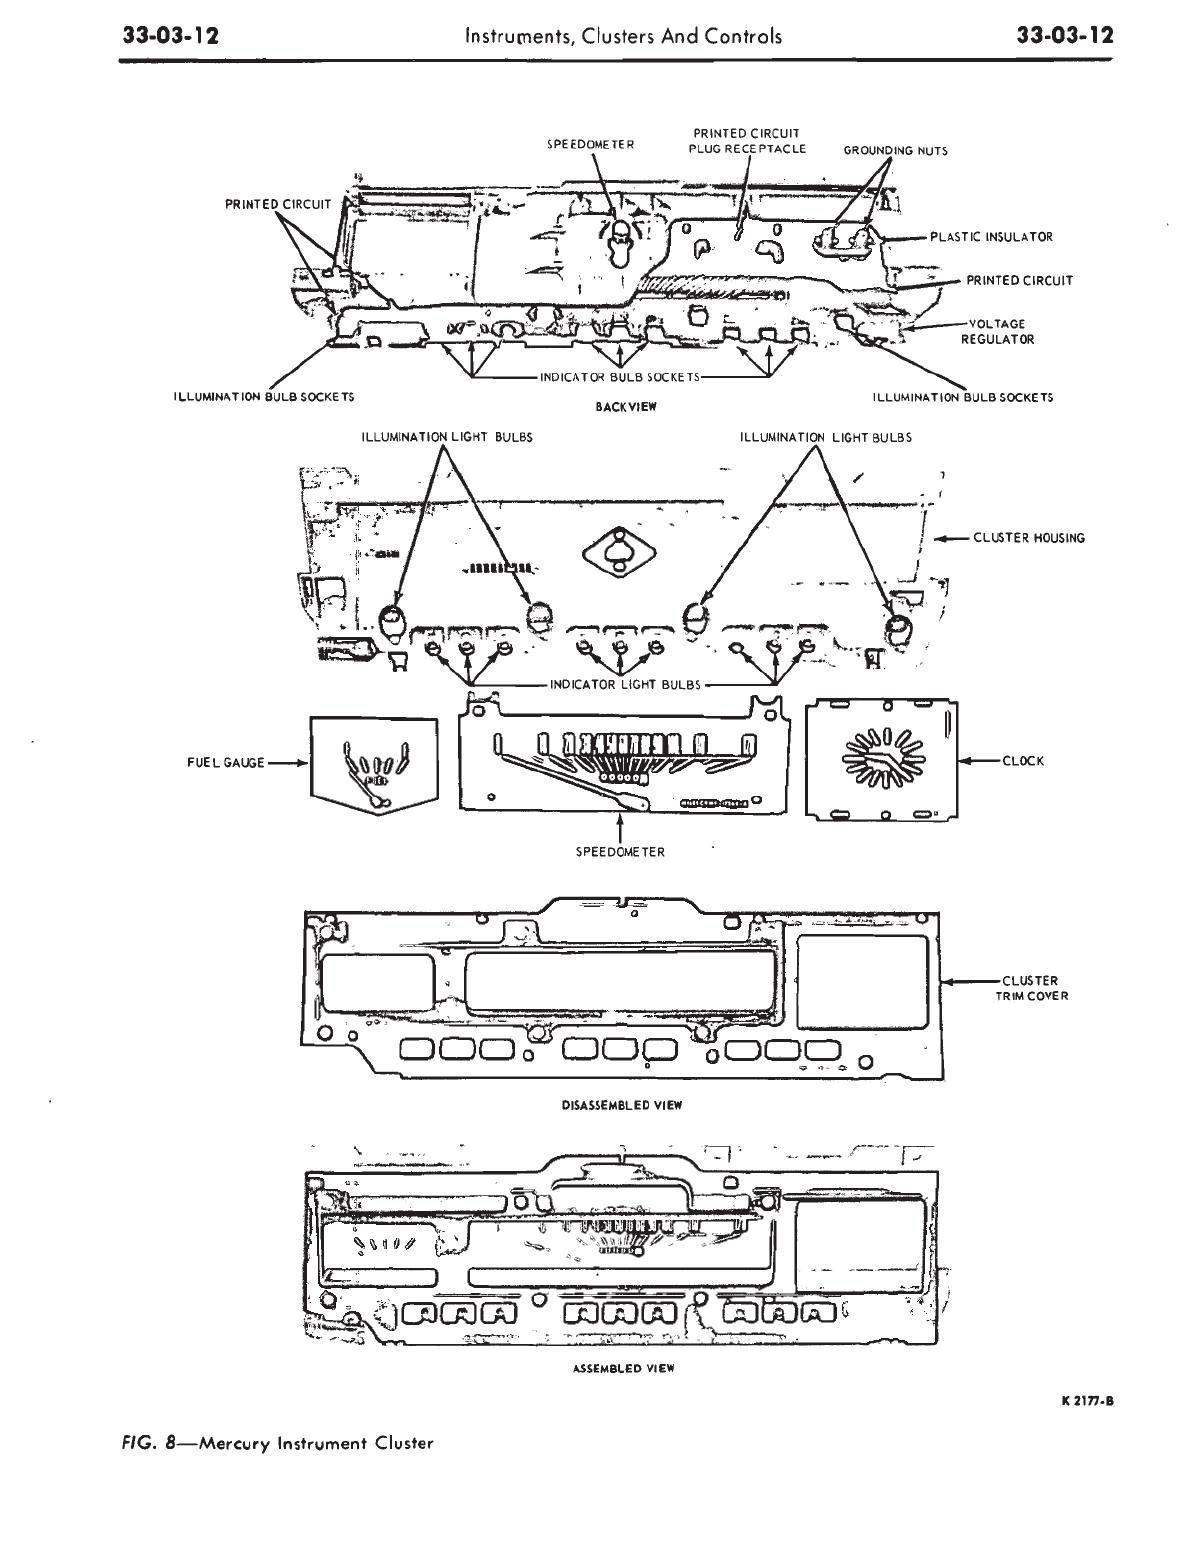 33-03-12 Instruments, Clusters And Controls 33-03-12
SPEEDOMETER
PRINTED CIRCUIT
PLUG RECEPTACLE
GROUNDING NUTS
PRINTED CIRCUIT
PLASTIC INSULATOR
PRINTED CIRCUIT
VOLTAGE
REGULATOR
INDICATOR BULB SOCKETS
ILLUMINATION BULB SOCKETS
ILLUMINATION BULB SOCKETS
BACK VIEW
ILLUMINATION LIGHT BULBS
ILLUMINATION LIGHT BULBS
CLUSTER HOUSING
INDICATOR LIGHT BULBS
FUEL GAUGE
CLOCK
SPEEDOMETER
CLUSTER
TRIM COVER
DISASSEMBLED VIEW
ASSEMBLED VIEW
K 2177-B
FIG. 8—Mercury Instrument Cluster